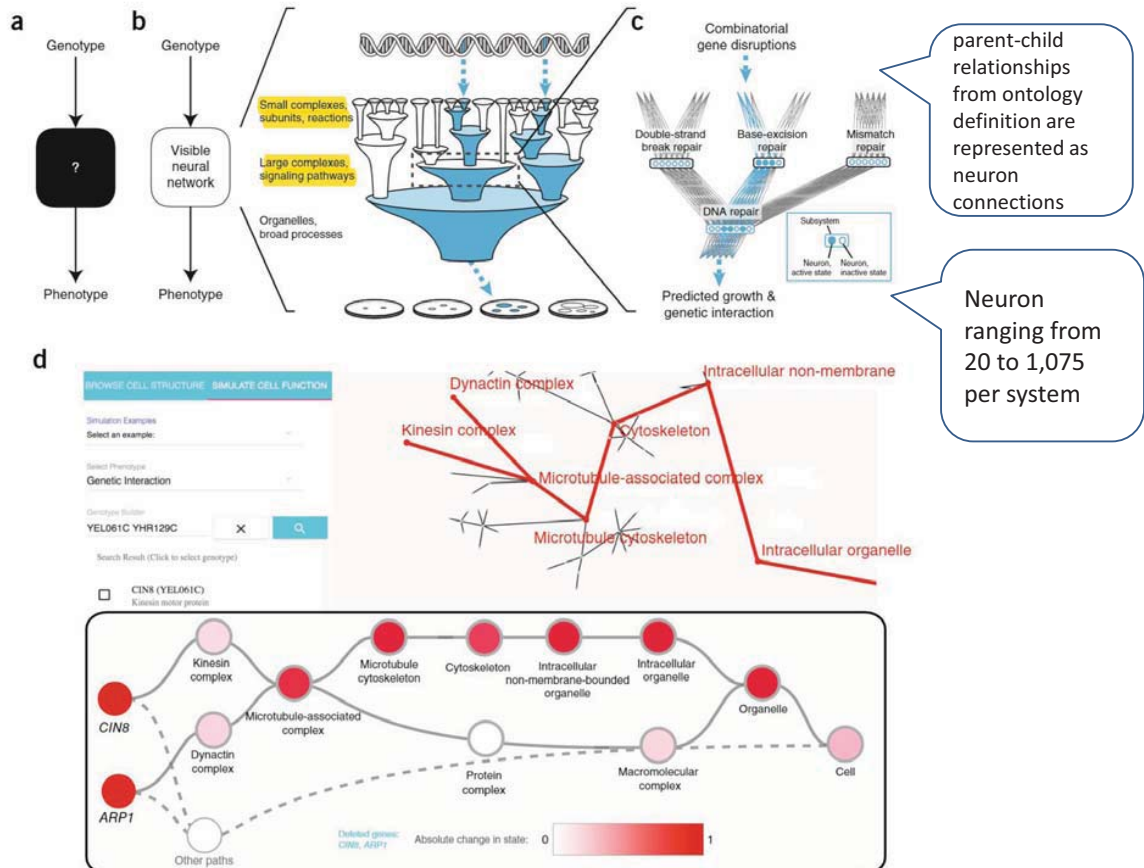 a
Genotype
?
Phenotype
b
Genotype
Visible
neural
network
Phenotype
Small complexes,
subunits, reactions
Large complexes,
signaling pathways
Organelles,
broad processes
c
Combinatorial
gene disruptions
Double-strand
break repair
Base-excision
repair
Mismatch
repair
DNA repair
Subsystem
Neuron,
active state
Neuron,
inactive state
Predicted growth &
genetic interaction
parent-child
relationships
from ontology
definition are
represented as
neuron
connections
Neuron
ranging from
20 to 1,075
per system
d
BROWSE CELL STRUCTURE
SIMULATE CELL FUNCTION
Simulation Examples
Select an example:
Select Phenotype
Genetic Interaction
Genotype Builder
YEL061C YHR129C
Search Result (Click to select genotype)
CIN8 (YEL061C)
Kinesin motor protein
Dynactin complex
Kinesin complex
Intracellular non-membrane
Cytoskeleton
Microtubule-associated complex
Microtubule cytoskeleton
Intracellular organelle
CIN8
ARP1
Kinesin
complex
Dynactin
complex
Other paths
Microtubule-associated
complex
Microtubule
cytoskeleton
Cytoskeleton
Intracellular
non-membrane-bounded
organelle
Intracellular
organelle
Organelle
Protein
complex
Macromolecular
complex
Cell
Deleted genes:
CIN8, ARP1
Absolute change in state:
0
1